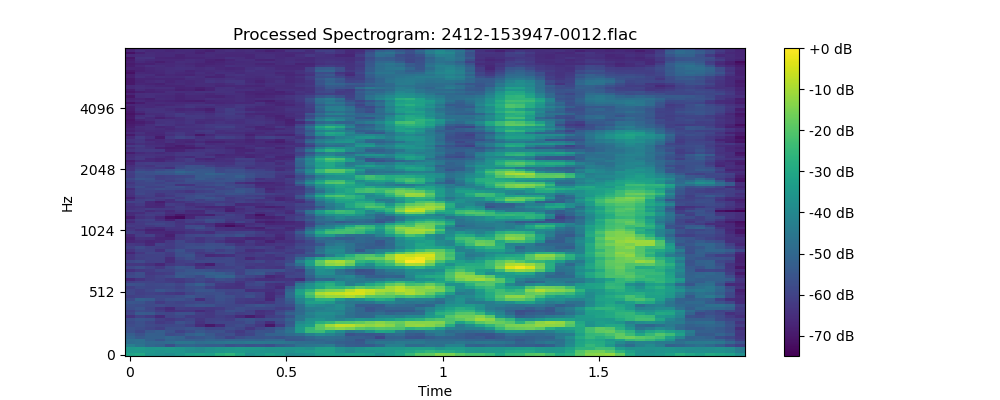 Processed Spectrogram: 2412-153947-0012.flac
+0 dB
-10 dB
4096
-20 dB
2048
-30 dB
Hz
-40 dB
1024
-50 dB
512
-60 dB
-70 dB
0
0
0.5
1
1.5
Time